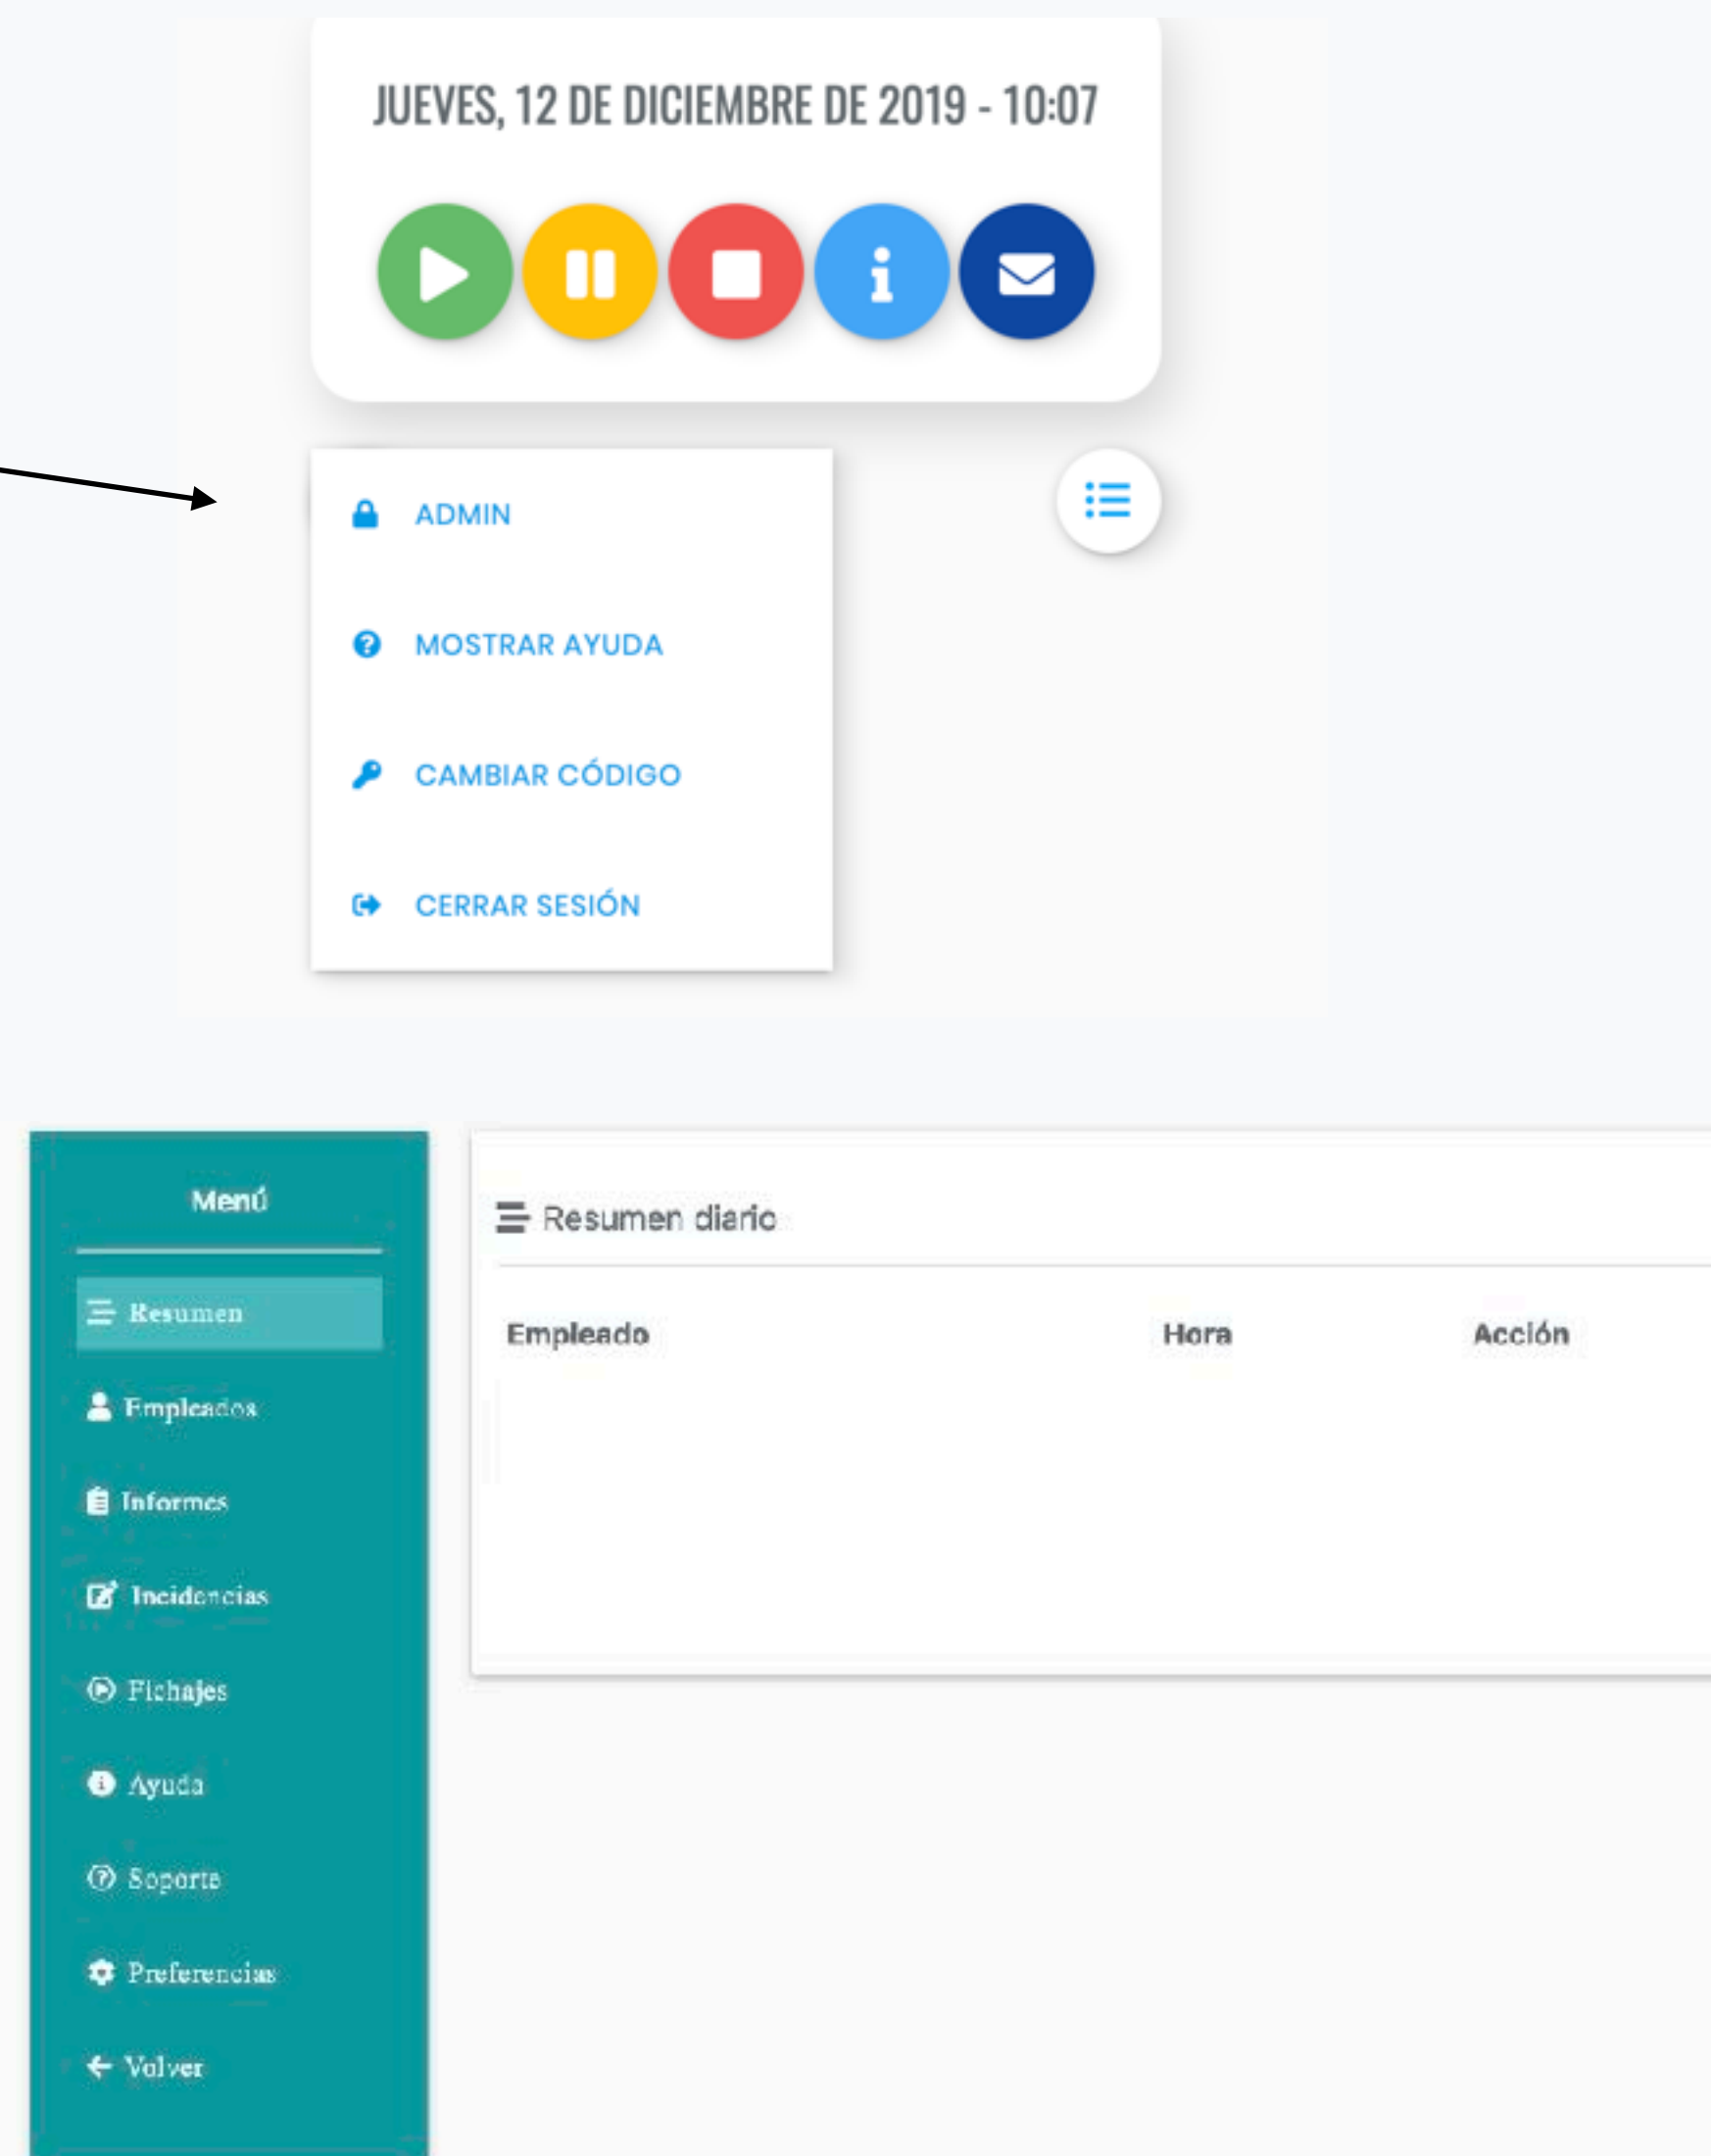 JUEVES, 12 DE DICIEMBRE DE 2019 - 10:07
ADMIN
MOSTRAR AYUDA
CAMBIAR CÓDIGO
CERRAR SESIÓN
Menú
Resumen
Empleados
Informes
Incidencias
Fichajes
Ayuda
Soporte
Preferencias
Volver
Resumen diario
Empleado Hora Acción